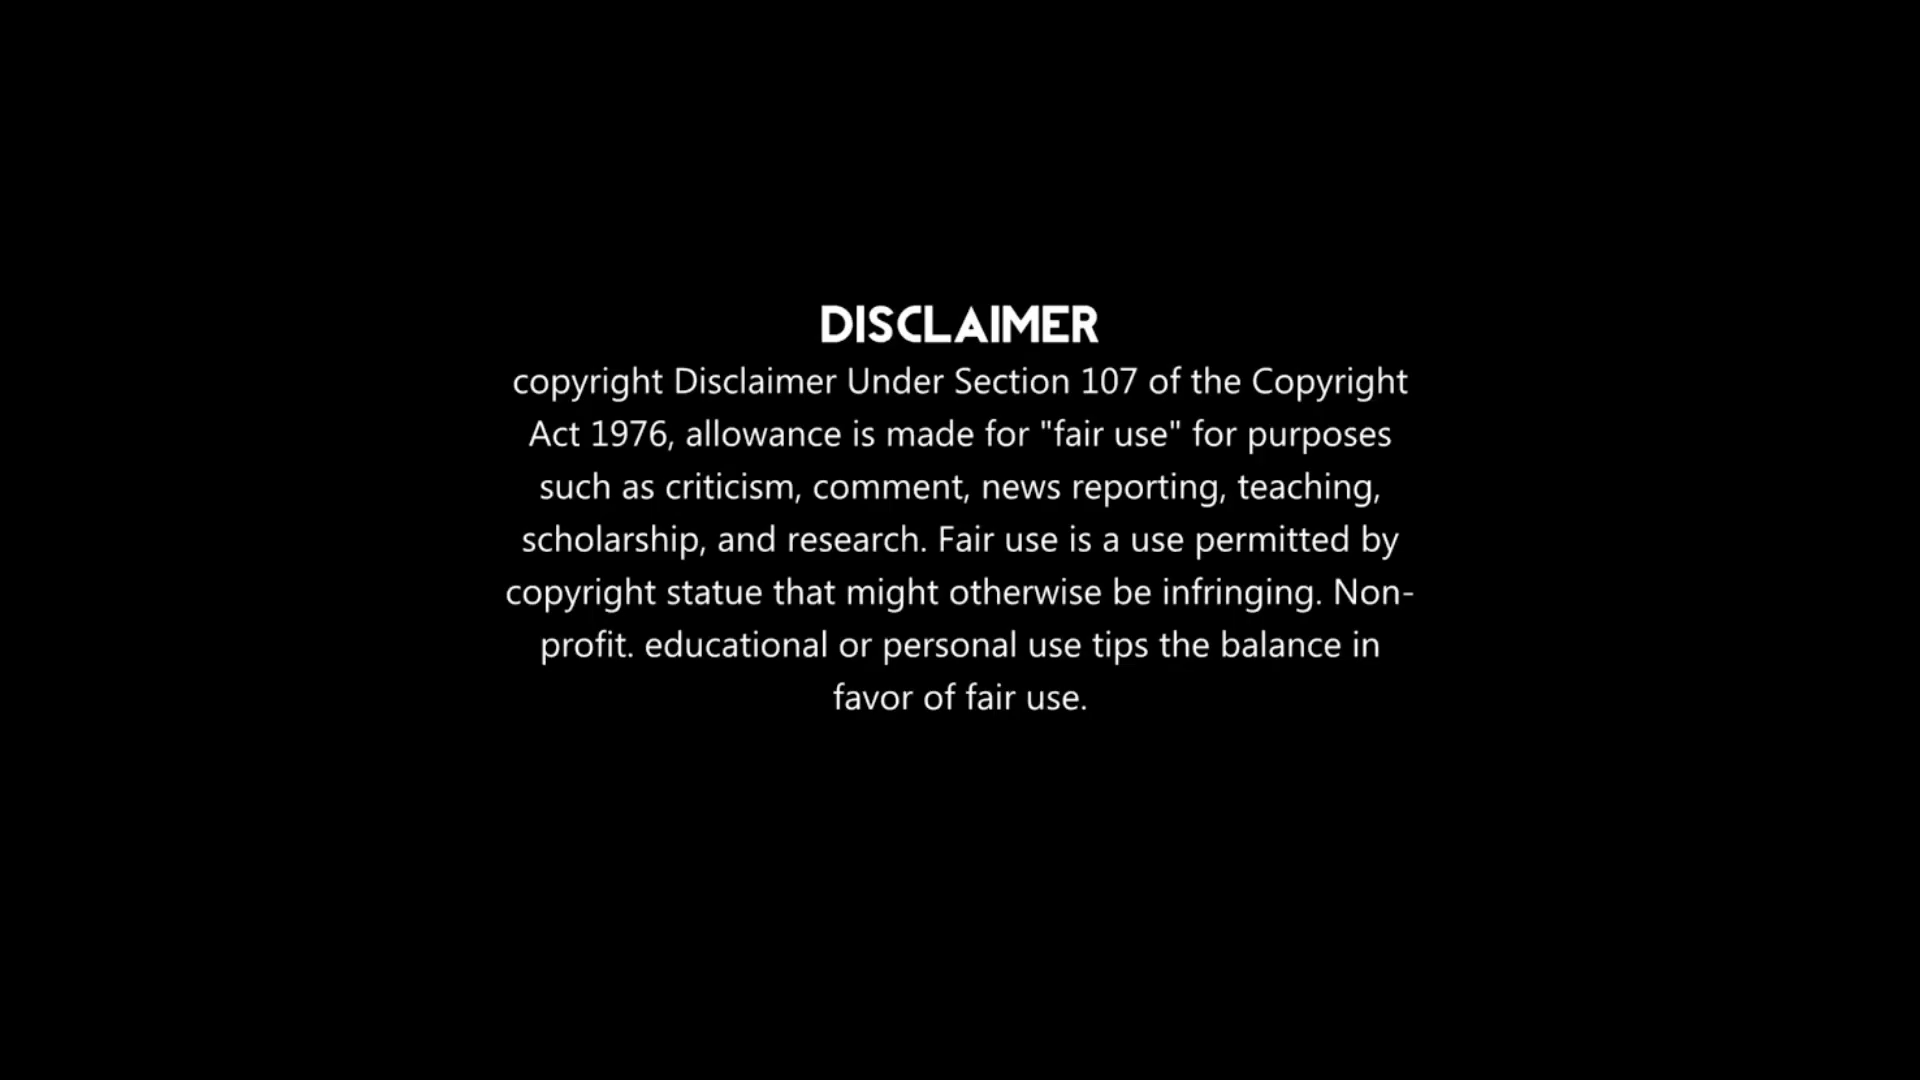 DISCLAIMER
copyright Disclaimer Under Section 107 of the Copyright
Act 1976, allowance is made for "fair use" for purposes
such as criticism, comment, news reporting, teaching,
scholarship, and research. Fair use is a use permitted by
copyright statue that might otherwise be infringing. Non-
profit. educational or personal use tips the balance in
favor of fair use.